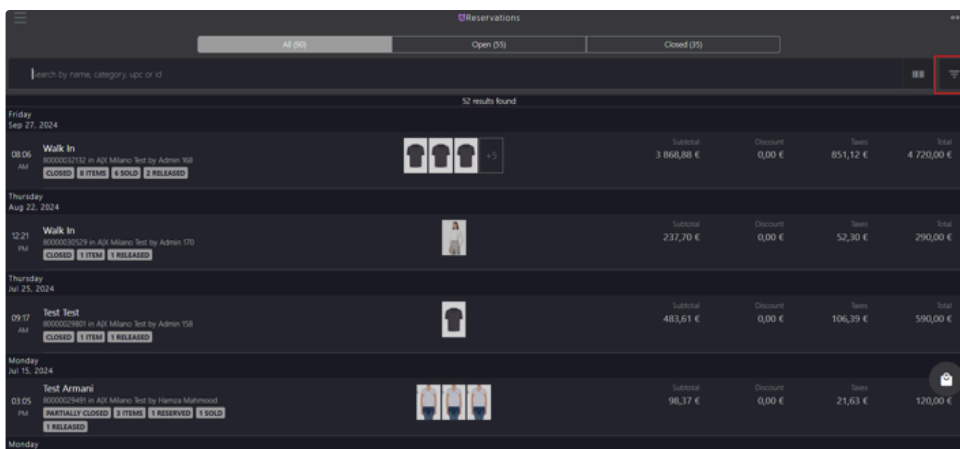 Reservations
All (90)
Open (55)
Closed (35)
Search by name, category, upc or id
52 results found
Friday
Sep 27, 2024
08:06 AM
Walk In
80000032132 in A|X Milano Test by Admin 168
CLOSED 8 ITEMS 6 SOLD 2 RELEASED
+5
Subtotal Discount Taxes Total
3 868,88 € 0,00 € 851,12 € 4 720,00 €
Thursday
Aug 22, 2024
12:21 PM
Walk In
80000030529 in A|X Milano Test by Admin 170
CLOSED 1 ITEM 1 RELEASED
Subtotal Discount Taxes Total
237,70 € 0,00 € 52,30 € 290,00 €
Thursday
Jul 25, 2024
09:17 AM
Test Test
80000029801 in A|X Milano Test by Admin 158
CLOSED 1 ITEM 1 RELEASED
Subtotal Discount Taxes Total
483,61 € 0,00 € 106,39 € 590,00 €
Monday
Jul 15, 2024
03:05 PM
Test Armani
80000029491 in A|X Milano Test by Hamza Mahmood
PARTIALLY CLOSED 3 ITEMS 1 RESERVED 1 SOLD
1 RELEASED
Subtotal Discount Taxes
98,37 € 0,00 € 21,63 € 120,00 €
Monday